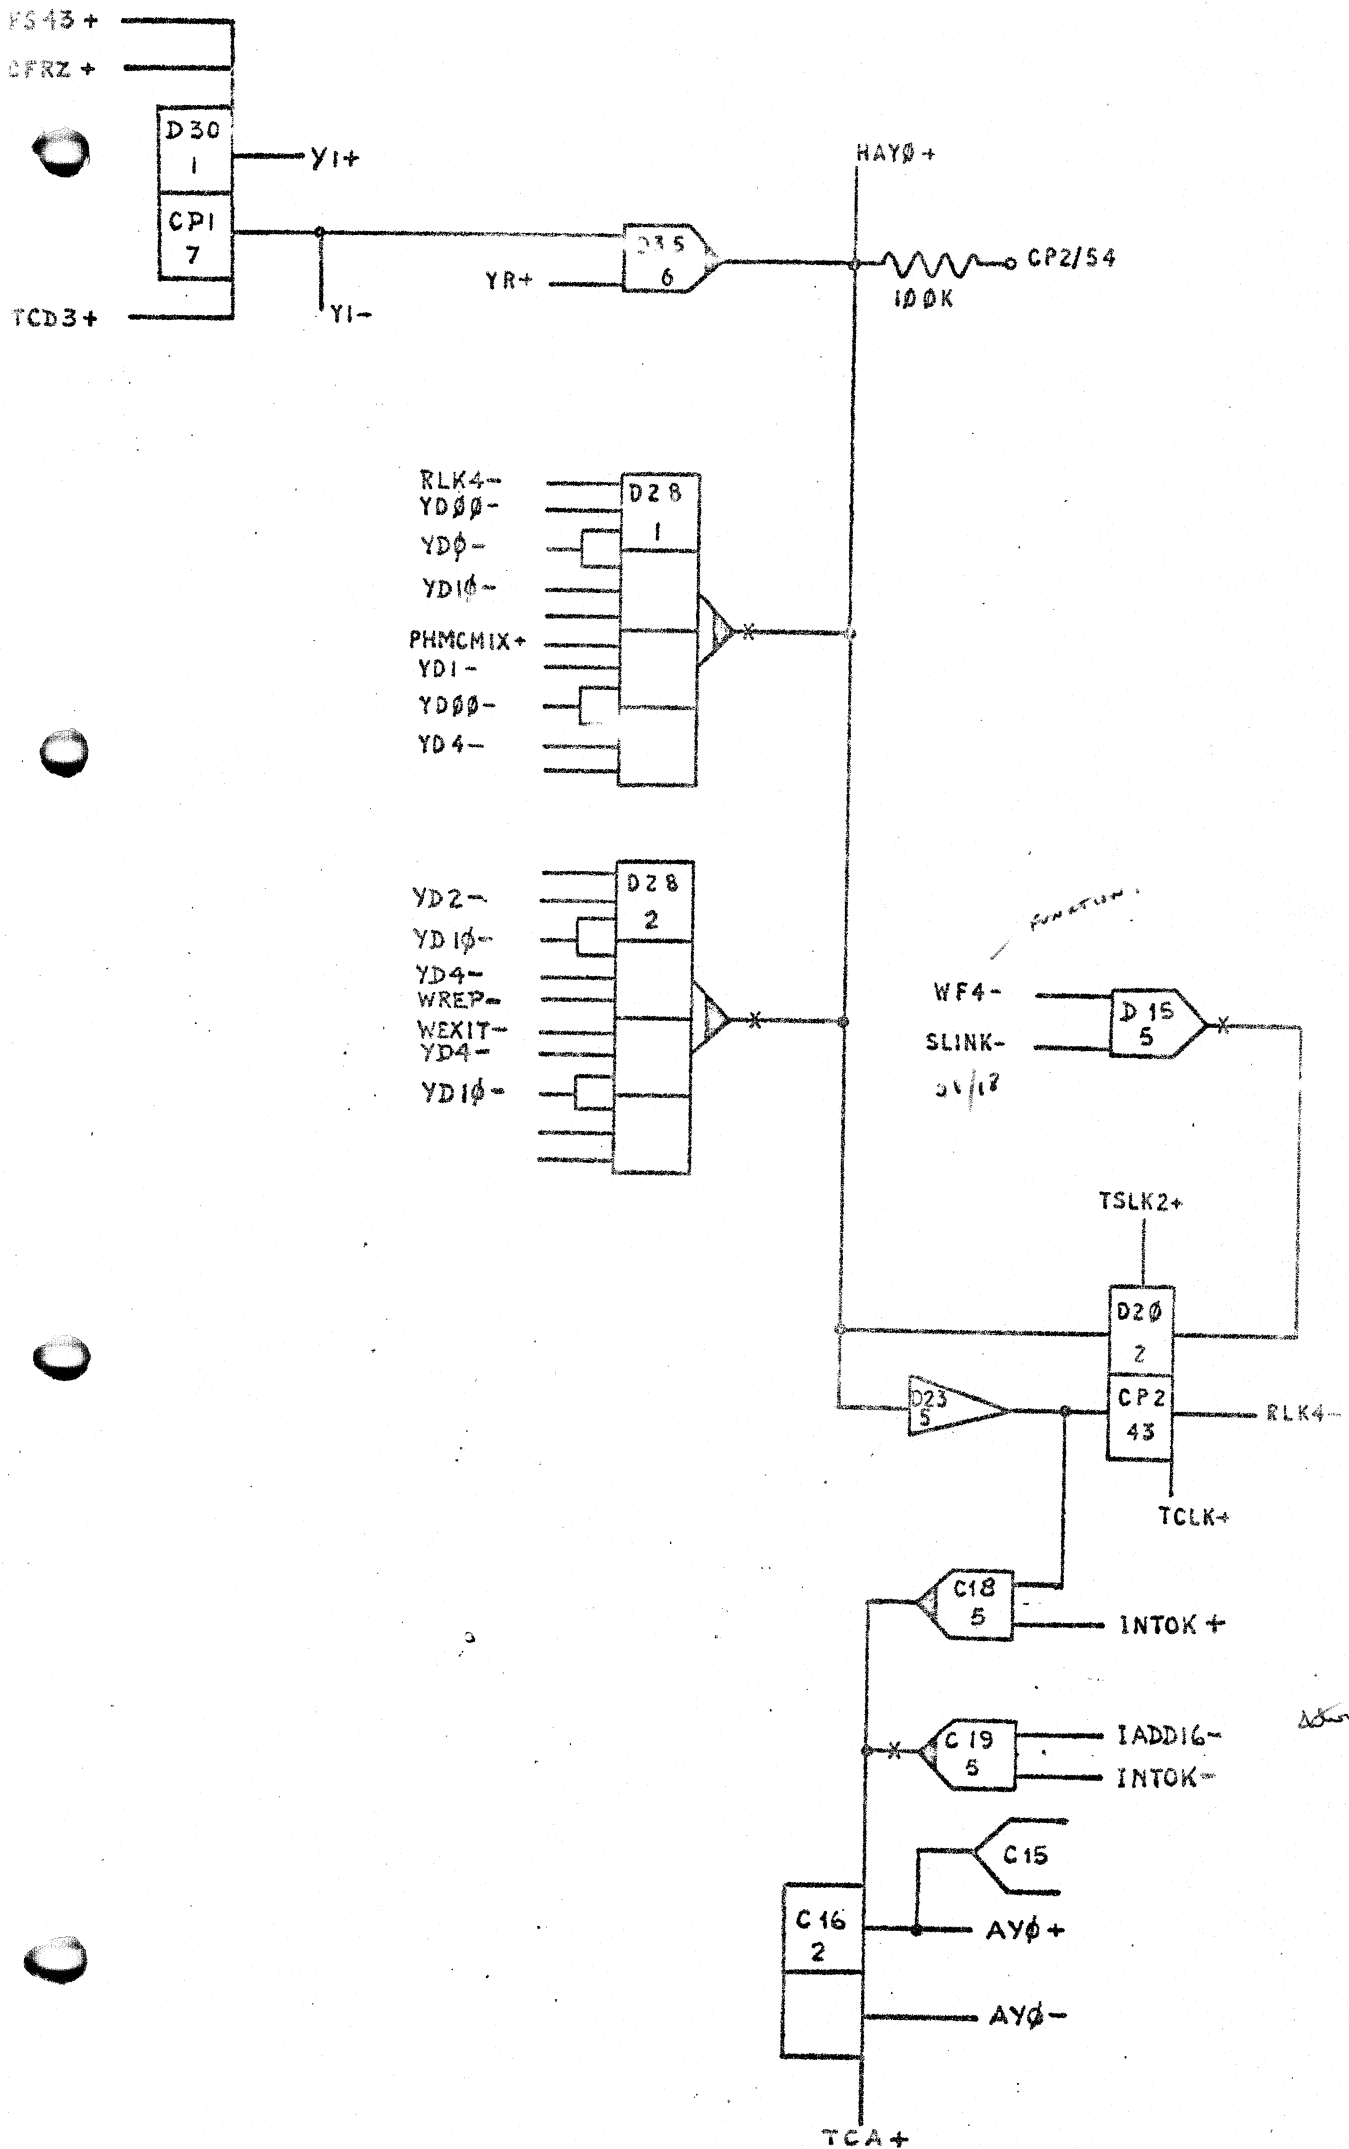 FS43+
CFRZ+
D30
1
Y1+
HAYØ+
CP1
7
D35
6
YR+
CP2/S4
1ØØK
TCD3+
Y1-
RLK4-
YDØØ-
YDØ-
YD1Ø-
PHMCMIX+
YD1-
YDØØ-
YD4-
D28
1
YD2-
YD1Ø-
YD4-
WREP-
WEXIT-
YD4-
YD1Ø-
D28
2
FUNCTION.
WF4-
SLINK-
D15
5
TSLK2+
D2Ø
2
CP2
43
D23
5
RLK4-
TCLK+
C18
5
INTOK+
C19
5
IADD16-
INTOK-
C15
C16
2
AYØ+
AYØ-
TCA+